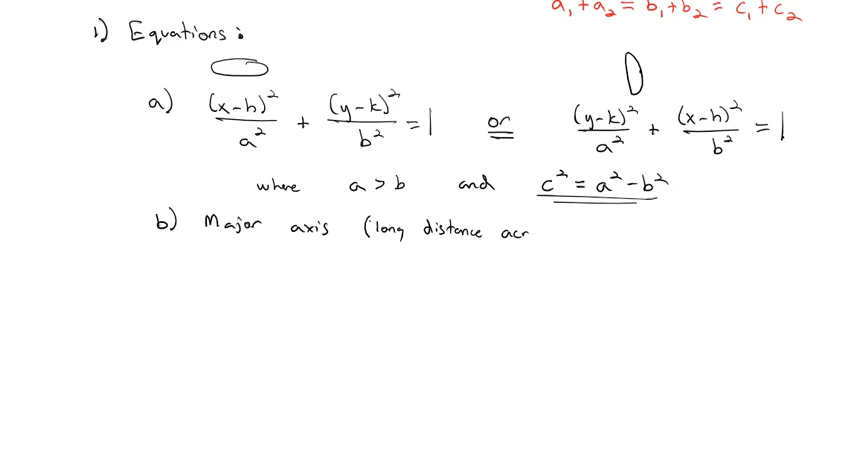 a₁ + a₂ = b₁ + b₂ = c₁ + c₂
1) Equations:
a) (x-h)²/a² + (y-k)²/b² = 1 or (y-k)²/a² + (x-h)²/b² = 1
where a > b and c² = a² - b²
b) Major axis (long distance acr